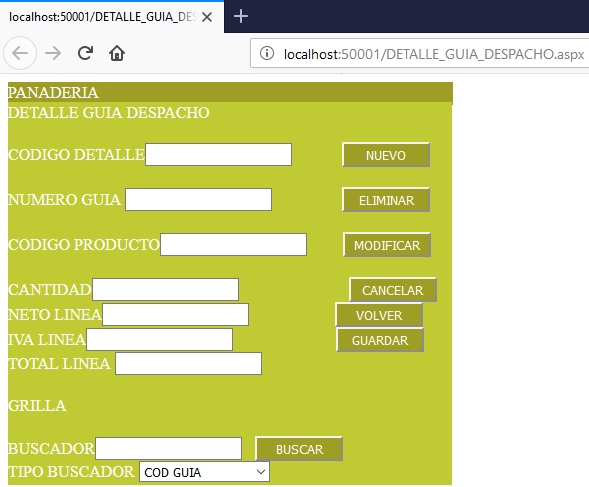 localhost:50001/DETALLE_GUIA_DES
localhost:50001/DETALLE_GUIA_DESPACHO.aspx
PANADERIA
DETALLE GUIA DESPACHO
CODIGO DETALLE NUEVO
NUMERO GUIA ELIMINAR
CODIGO PRODUCTO MODIFICAR
CANTIDAD CANCELAR
NETO LINEA VOLVER
IVA LINEA GUARDAR
TOTAL LINEA
GRILLA
BUSCADOR BUSCAR
TIPO BUSCADOR COD GUIA